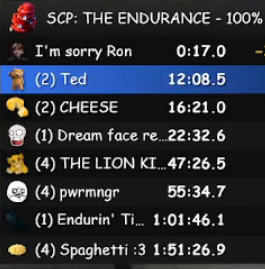 SCP: THE ENDURANCE - 100%
I'm sorry Ron 0:17.0
(2) Ted 12:08.5
(2) CHEESE 16:21.0
(1) Dream face re... 22:32.6
(4) THE LION KI... 47:26.5
(4) pwrmngr 55:34.7
(1) Endurin' Ti... 1:01:46.1
(4) Spaghetti :3 1:51:26.9